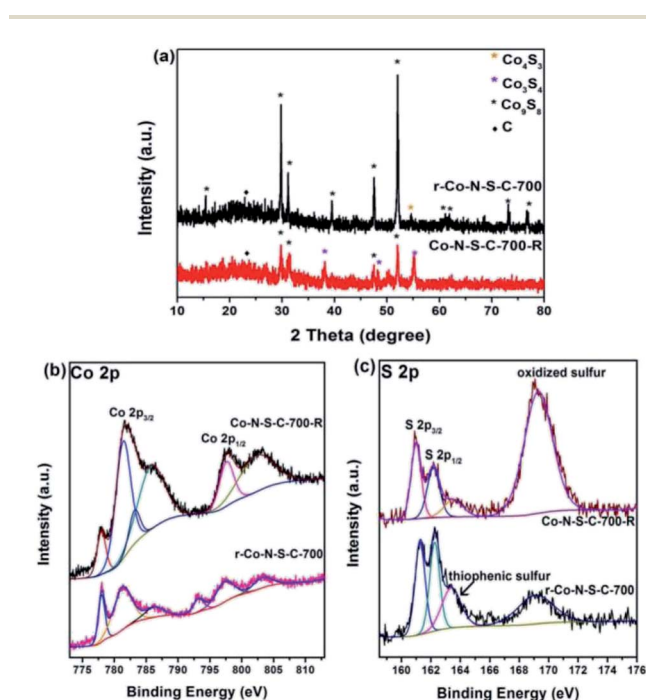 (a)
* Co₄S₃
* Co₃S₄
* Co₉S₈
♦ C
r-Co-N-S-C-700
Co-N-S-C-700-R
Intensity (a.u.)
10 20 30 40 50 60 70 80
2 Theta (degree)
(b) Co 2p
Co 2p₃/₂
Co 2p₁/₂
Co-N-S-C-700-R
r-Co-N-S-C-700
Intensity (a.u.)
775 780 785 790 795 800 805 810
Binding Energy (eV)
(c) S 2p
oxidized sulfur
S 2p₃/₂
S 2p₁/₂
Co-N-S-C-700-R
thiophenic sulfur
r-Co-N-S-C-700
Intensity (a.u.)
160 162 164 166 168 170 172 174 176
Binding Energy (eV)